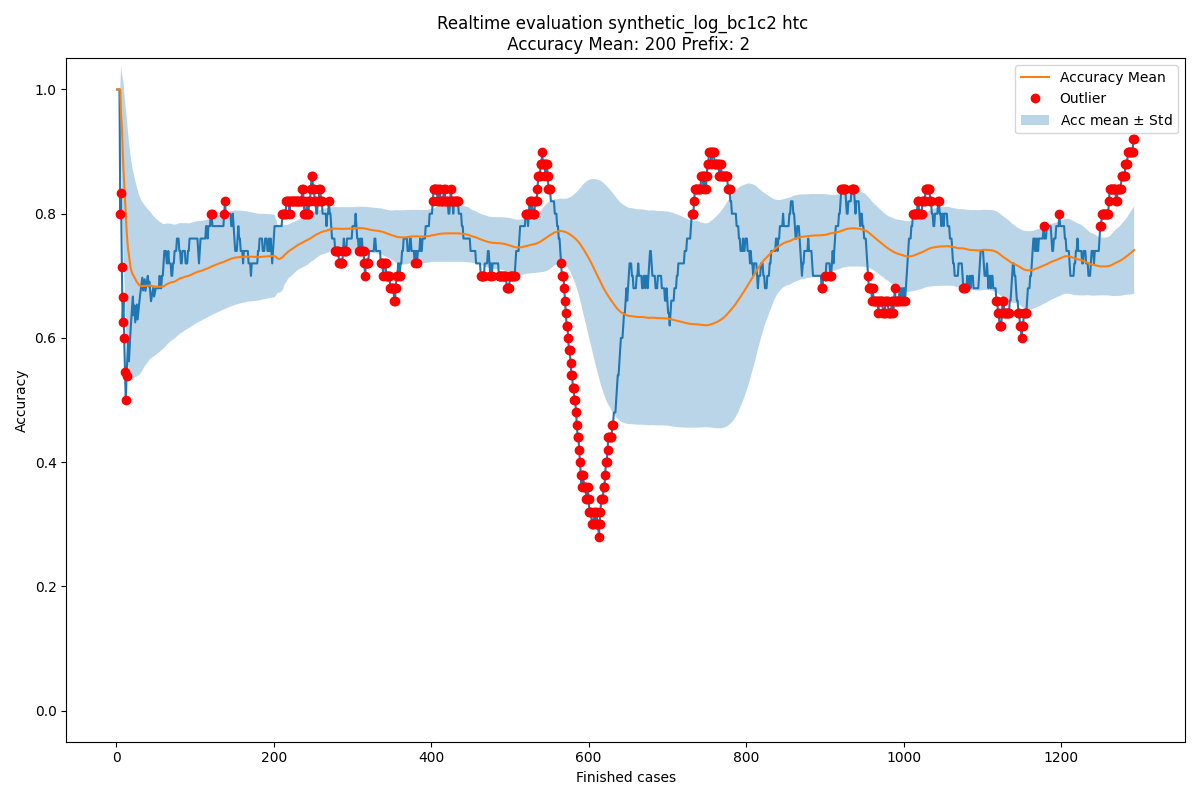 Realtime evaluation synthetic_log_bc1c2 htc
Accuracy Mean: 200 Prefix: 2
Accuracy Mean
Outlier
Acc mean ± Std
1.0
0.8
0.6
0.4
0.2
0.0
Accuracy
0 200 400 600 800 1000 1200
Finished cases